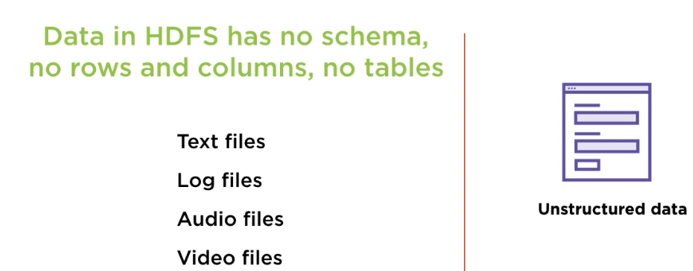 Data in HDFS has no schema,
no rows and columns, no tables
Text files
Log files
Audio files
Video files
Unstructured data